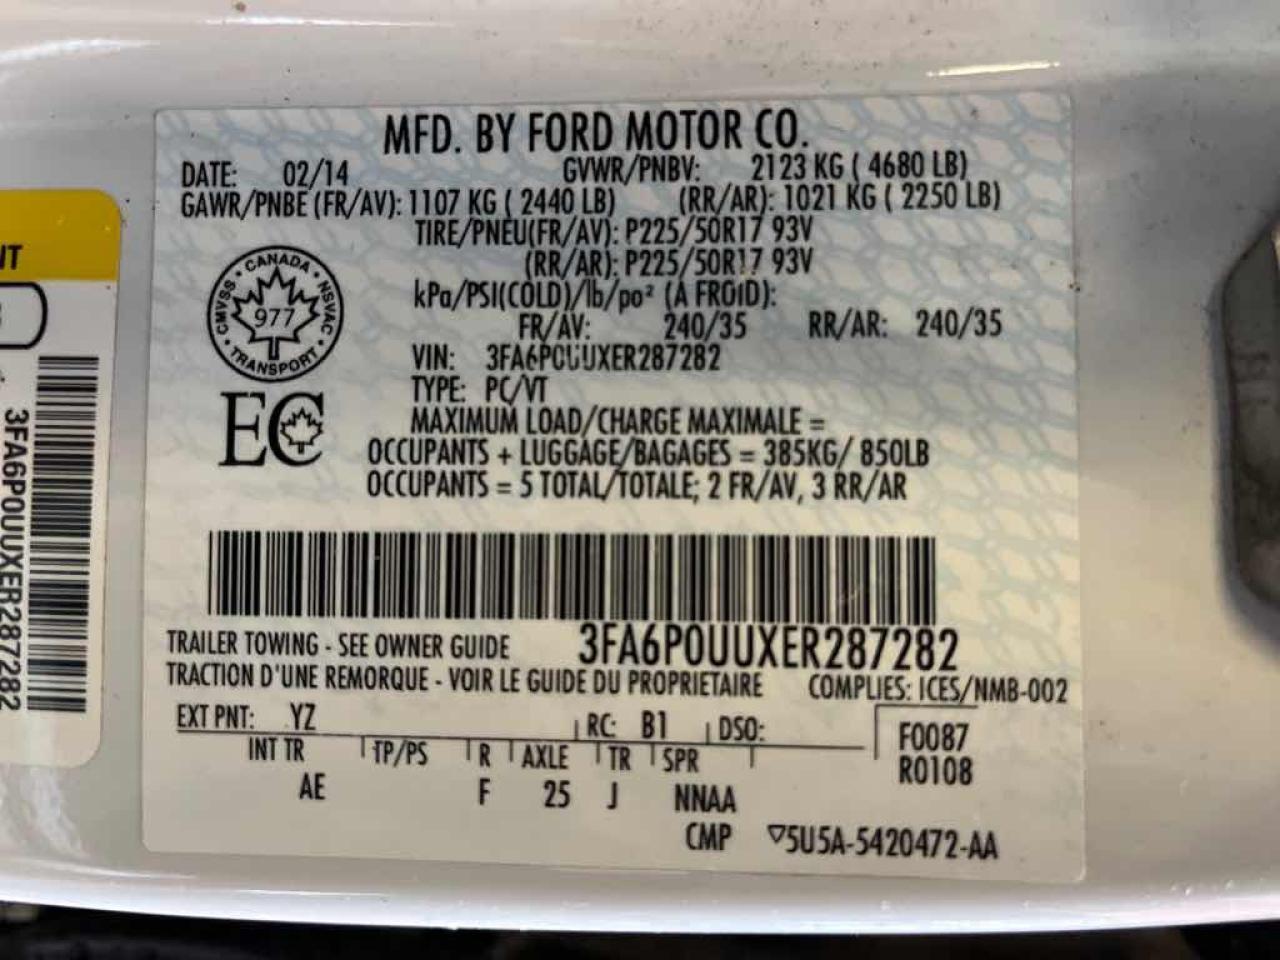 MFD. BY FORD MOTOR CO.
DATE: 02/14 GVWR/PNBV: 2123 KG ( 4680 LB)
GAWR/PNBE (FR/AV): 1107 KG ( 2440 LB) (RR/AR): 1021 KG ( 2250 LB)
TIRE/PNEU(FR/AV): P225/50R17 93V
(RR/AR): P225/50R17 93V
kPa/PSI(COLD)/lb/po² (A FROID):
FR/AV: 240/35 RR/AR: 240/35
CANADA
CMVSS NSVAC
977
TRANSPORT
VIN: 3FA6P0UUXER287282
TYPE: PC/VT
EC
MAXIMUM LOAD/CHARGE MAXIMALE =
OCCUPANTS + LUGGAGE/BAGAGES = 385KG/ 850LB
OCCUPANTS = 5 TOTAL/TOTALE; 2 FR/AV, 3 RR/AR
TRAILER TOWING - SEE OWNER GUIDE 3FA6P0UUXER287282
TRACTION D'UNE REMORQUE - VOIR LE GUIDE DU PROPRIETAIRE COMPLIES: ICES/NMB-002
EXT PNT: YZ RC: B1 DSO: F0087
INT TR TP/PS R AXLE TR SPR R0108
AE F 25 J NNAA
CMP ▽5U5A-5420472-AA
3FA6P0UUXER287282